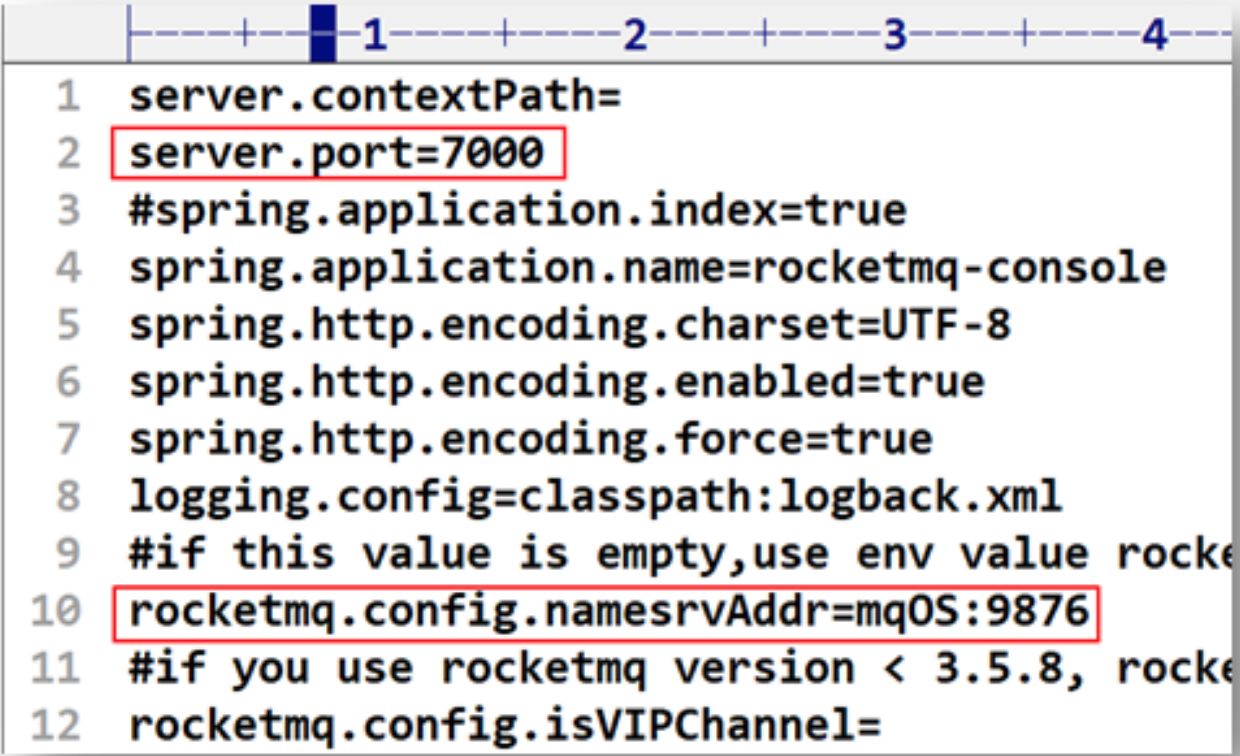 1 2 3 4
1 server.contextPath=
2 server.port=7000
3 #spring.application.index=true
4 spring.application.name=rocketmq-console
5 spring.http.encoding.charset=UTF-8
6 spring.http.encoding.enabled=true
7 spring.http.encoding.force=true
8 logging.config=classpath:logback.xml
9 #if this value is empty,use env value rocke
10 rocketmq.config.namesrvAddr=mqOS:9876
11 #if you use rocketmq version < 3.5.8, rocke
12 rocketmq.config.isVIPChannel=